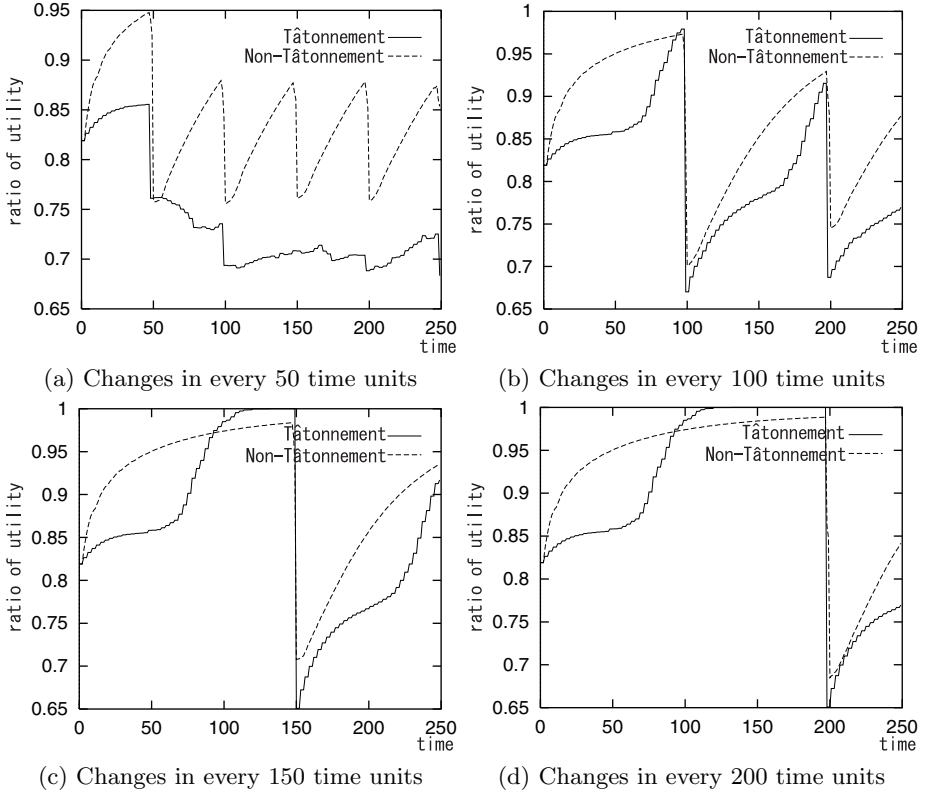 0.95
0.9
0.85
0.8
0.75
0.7
0.65
0 50 100 150 200 250
ratio of utility
time
Tâtonnement
Non-Tâtonnement
(a) Changes in every 50 time units
1
0.95
0.9
0.85
0.8
0.75
0.7
0.65
0 50 100 150 200 250
ratio of utility
time
Tâtonnement
Non-Tâtonnement
(b) Changes in every 100 time units
1
0.95
0.9
0.85
0.8
0.75
0.7
0.65
0 50 100 150 200 250
ratio of utility
time
Tâtonnement
Non-Tâtonnement
(c) Changes in every 150 time units
1
0.95
0.9
0.85
0.8
0.75
0.7
0.65
0 50 100 150 200 250
ratio of utility
time
Tâtonnement
Non-Tâtonnement
(d) Changes in every 200 time units